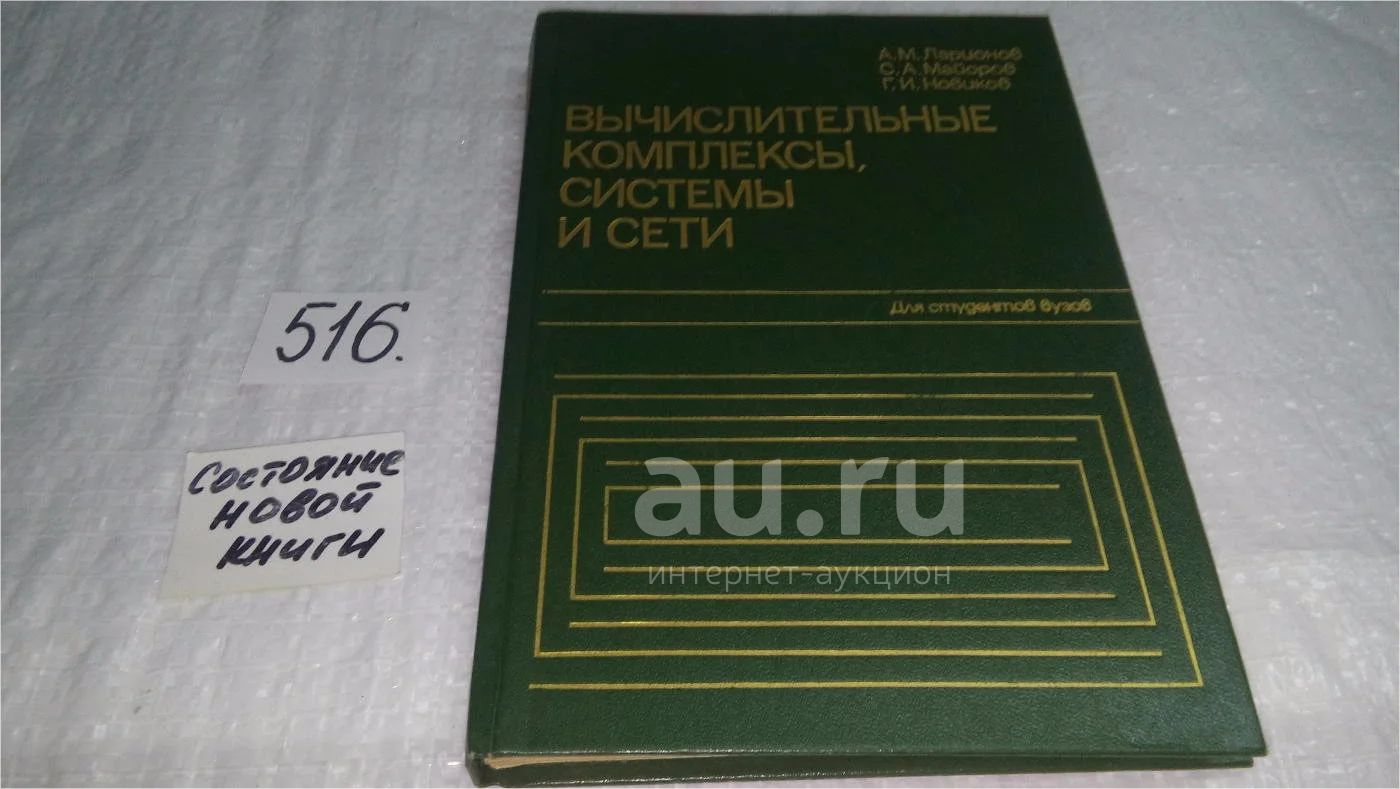 А.М. Ларионов
С.А. Майоров
Г.И. Новиков
ВЫЧИСЛИТЕЛЬНЫЕ
КОМПЛЕКСЫ,
СИСТЕМЫ
И СЕТИ
Для студентов вузов
516.
Состояние
новой
книги
au.ru
интернет-аукцион